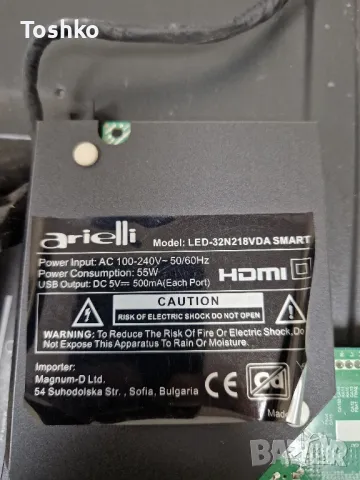 Toshko
arielli
Model: LED-32N218VDA SMART
Power Input: AC 100-240V~ 50/60Hz
Power Consumption: 55W
USB Output: DC 5V⎓ 500mA(Each Port)
HDMI
CAUTION
RISK OF ELECTRIC SHOCK DO NOT OPEN
WARNING: To Reduce The Risk Of Fire Or Electric Shock, Do
Not Expose This Apparatus To Rain Or Moisture.
Importer:
Magnum-D Ltd.
54 Suhodolska Str., Sofia, Bulgaria
CE
Made
bazar